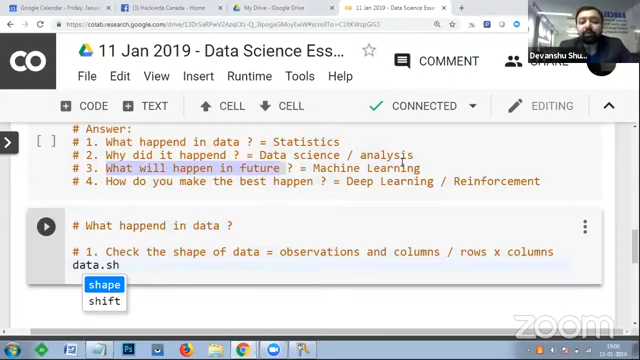 Google Calendar - Friday, Januar
Hackveda Canada - Home
My Drive - Google Drive
11 Jan 2019 - Data Science Ess
CO
11 Jan 2019 - Data Science Esse...
COMMENT
Devanshu Shu...
File Edit View Insert Runtime Tools Help
CODE TEXT CELL CELL CONNECTED EDITING
# Answer:
# 1. What happend in data ? = Statistics
# 2. Why did it happend ? = Data science / analysis
# 3. What will happen in future ? = Machine Learning
# 4. How do you make the best happen ? = Deep Learning / Reinforcement
[ ]
# What happend in data ?
# 1. Check the shape of data = observations and columns / rows x columns
data.sh
shape
shift
zoom
19:00
11-01-2019